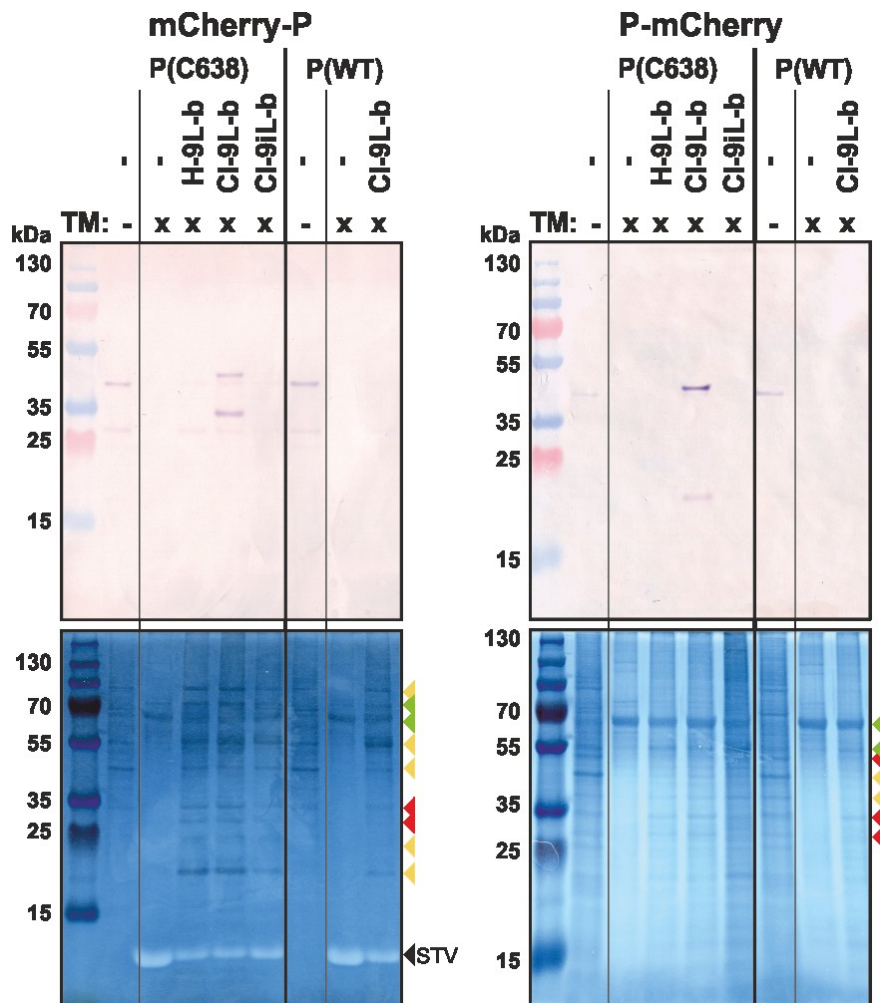 mCherry-P
P(C638) P(WT)
- - H-9L-b Cl-9L-b Cl-9iL-b - - Cl-9L-b
TM: - x x x x - x x
kDa
130
70
55
35
25
15
130
70
55
35
25
15
STV
P-mCherry
P(C638) P(WT)
- - H-9L-b Cl-9L-b Cl-9iL-b - - Cl-9L-b
TM: - x x x x - x x
kDa
130
70
55
35
25
15
130
70
55
35
25
15